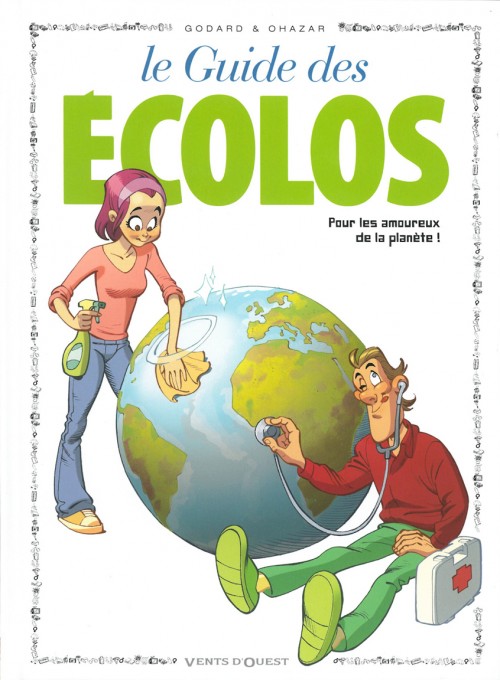 GODARD & OHAZAR
le Guide des
ÉCOLOS
Pour les amoureux
de la planète !
VENTS D'OUEST